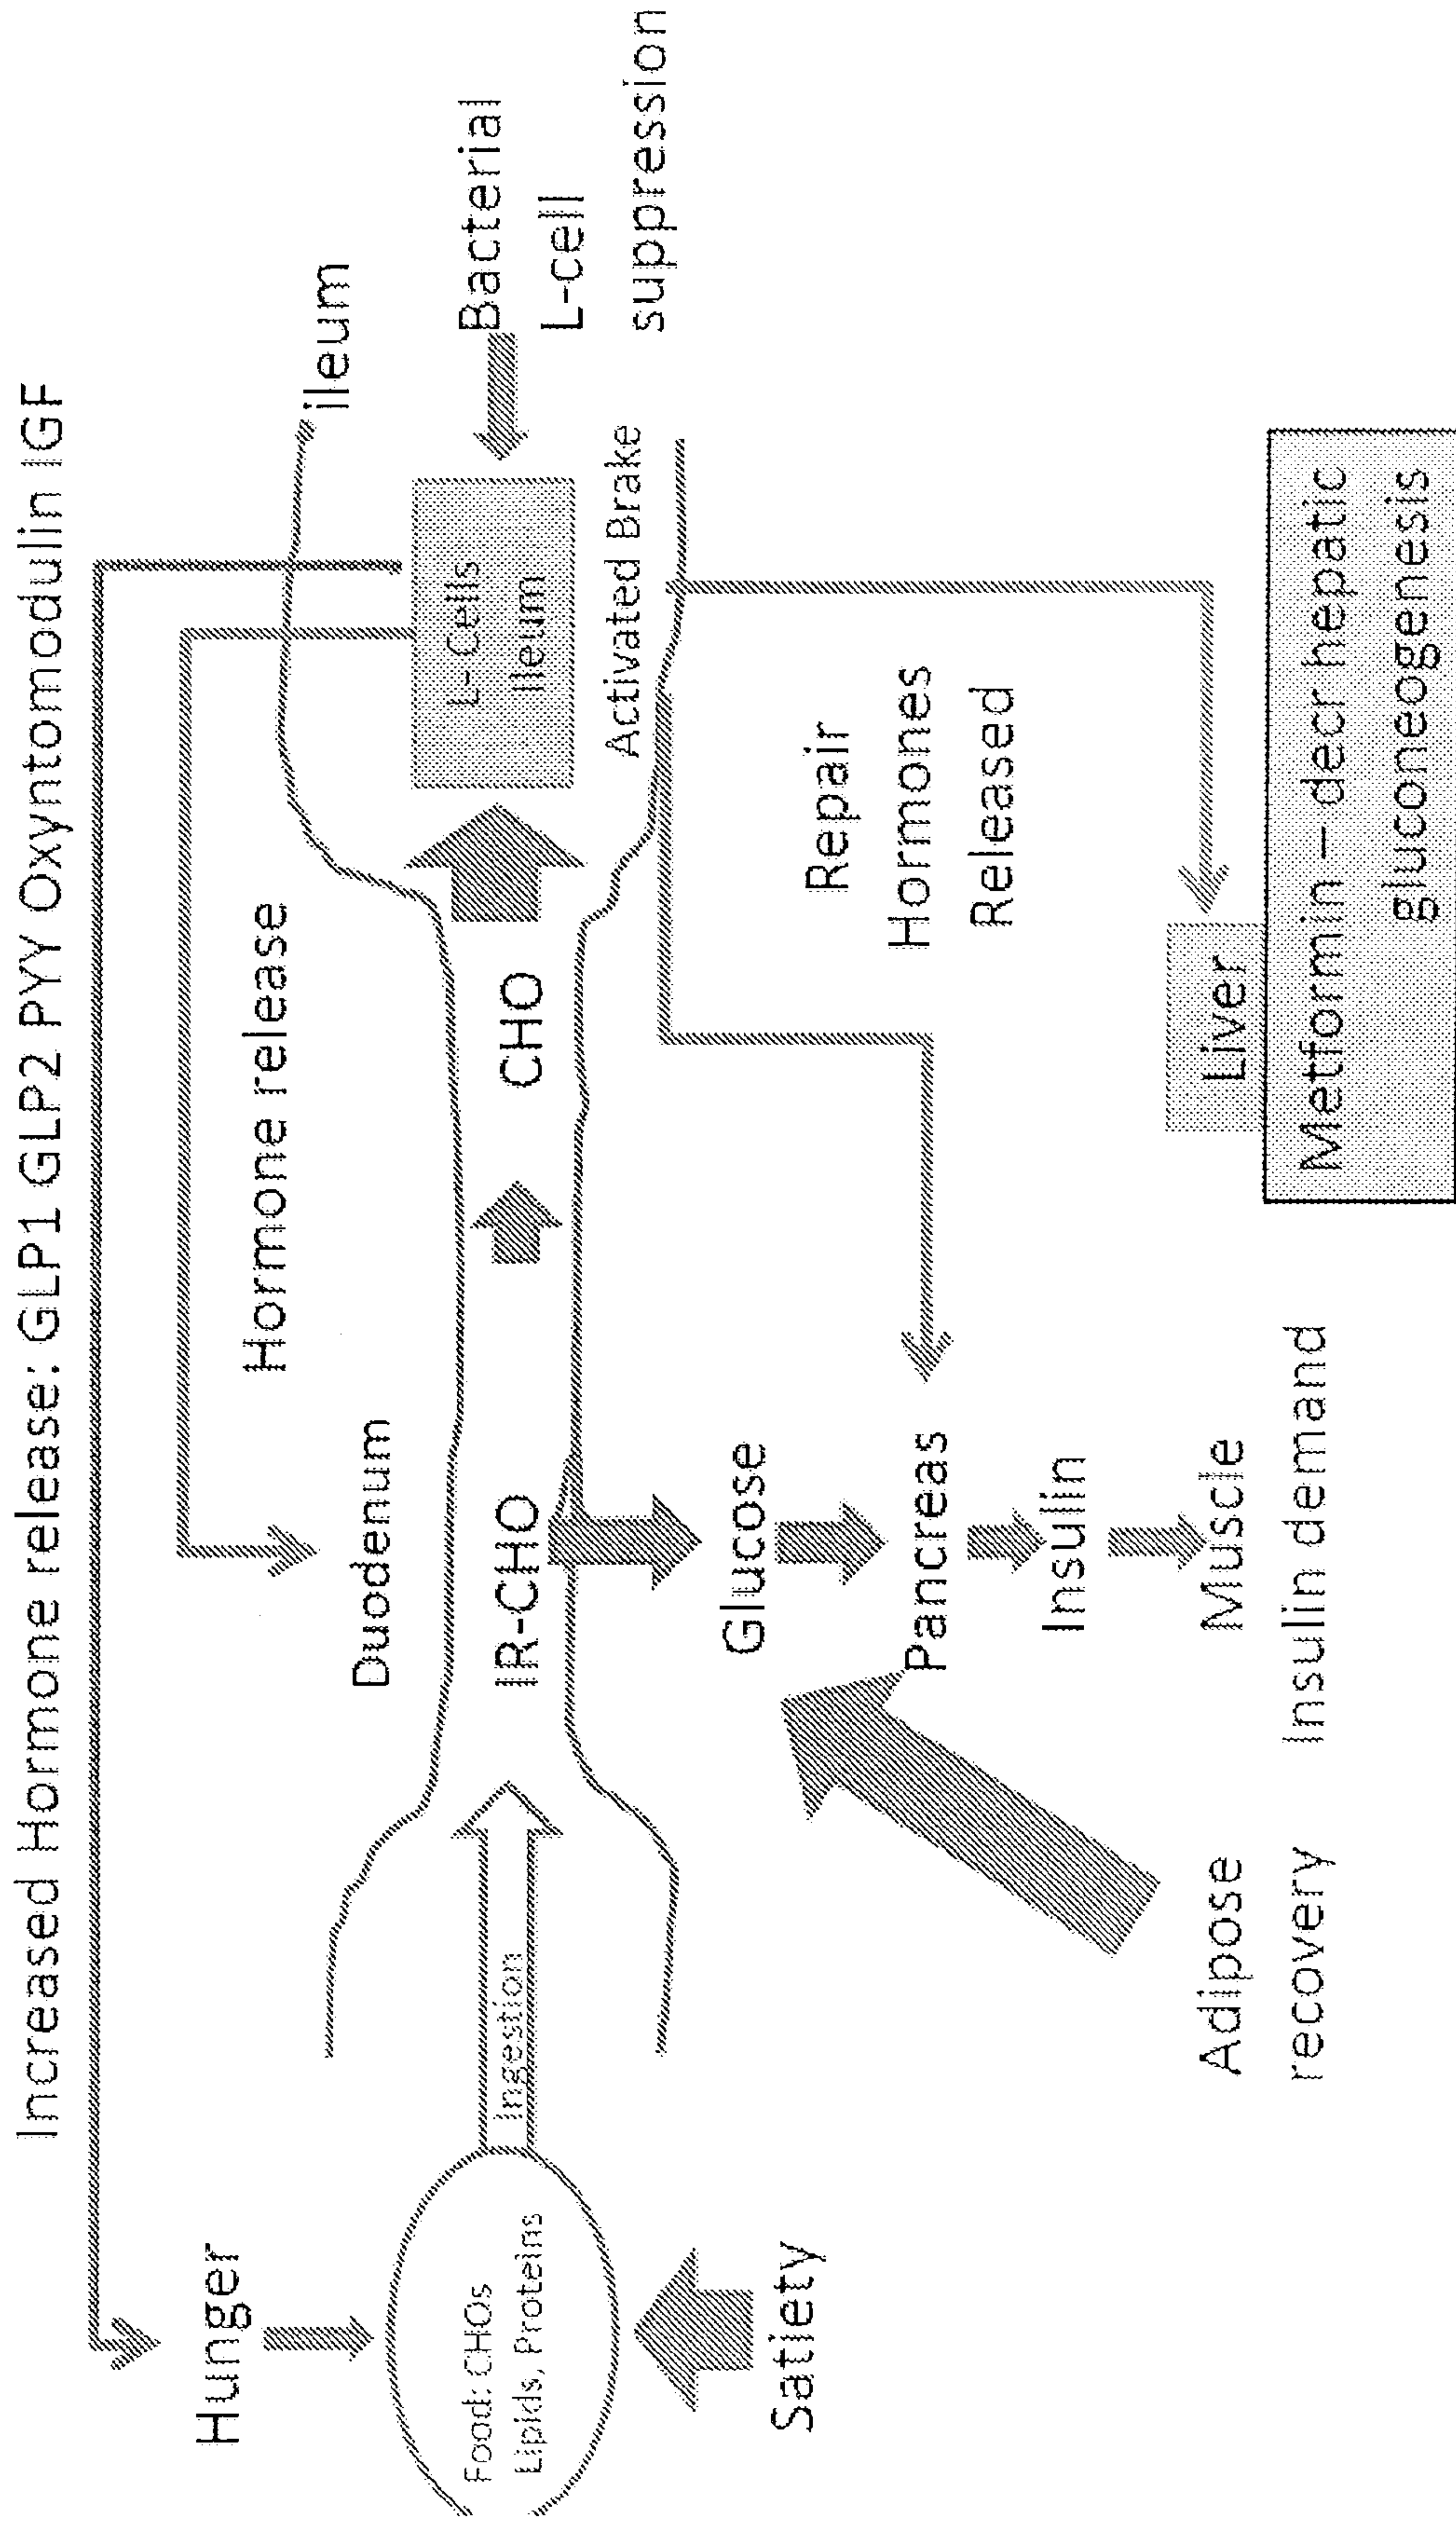 Increased Hormone release: GLP1 GLP2 PYY Oxyntomodulin IGF
Hunger
Hormone release
ileum
Duodenum
Food: CHOs
Lipids, Proteins
Ingestion
IR-CHO
CHO
L- Cells
Ileum
Bacterial
L-cell
suppression
Activated Brake
Satiety
Glucose
Repair
Hormones
Released
Pancreas
Insulin
Adipose
recovery
Muscle
Insulin demand
Liver
Metformin – decr hepatic
gluconeogenesis